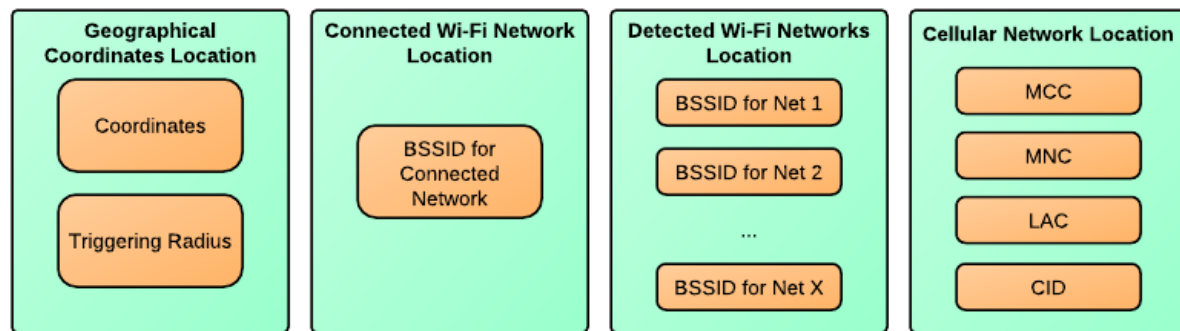 Geographical
Coordinates Location
Coordinates
Triggering Radius
Connected Wi-Fi Network
Location
BSSID for
Connected
Network
Detected Wi-Fi Networks
Location
BSSID for Net 1
BSSID for Net 2
...
BSSID for Net X
Cellular Network Location
MCC
MNC
LAC
CID